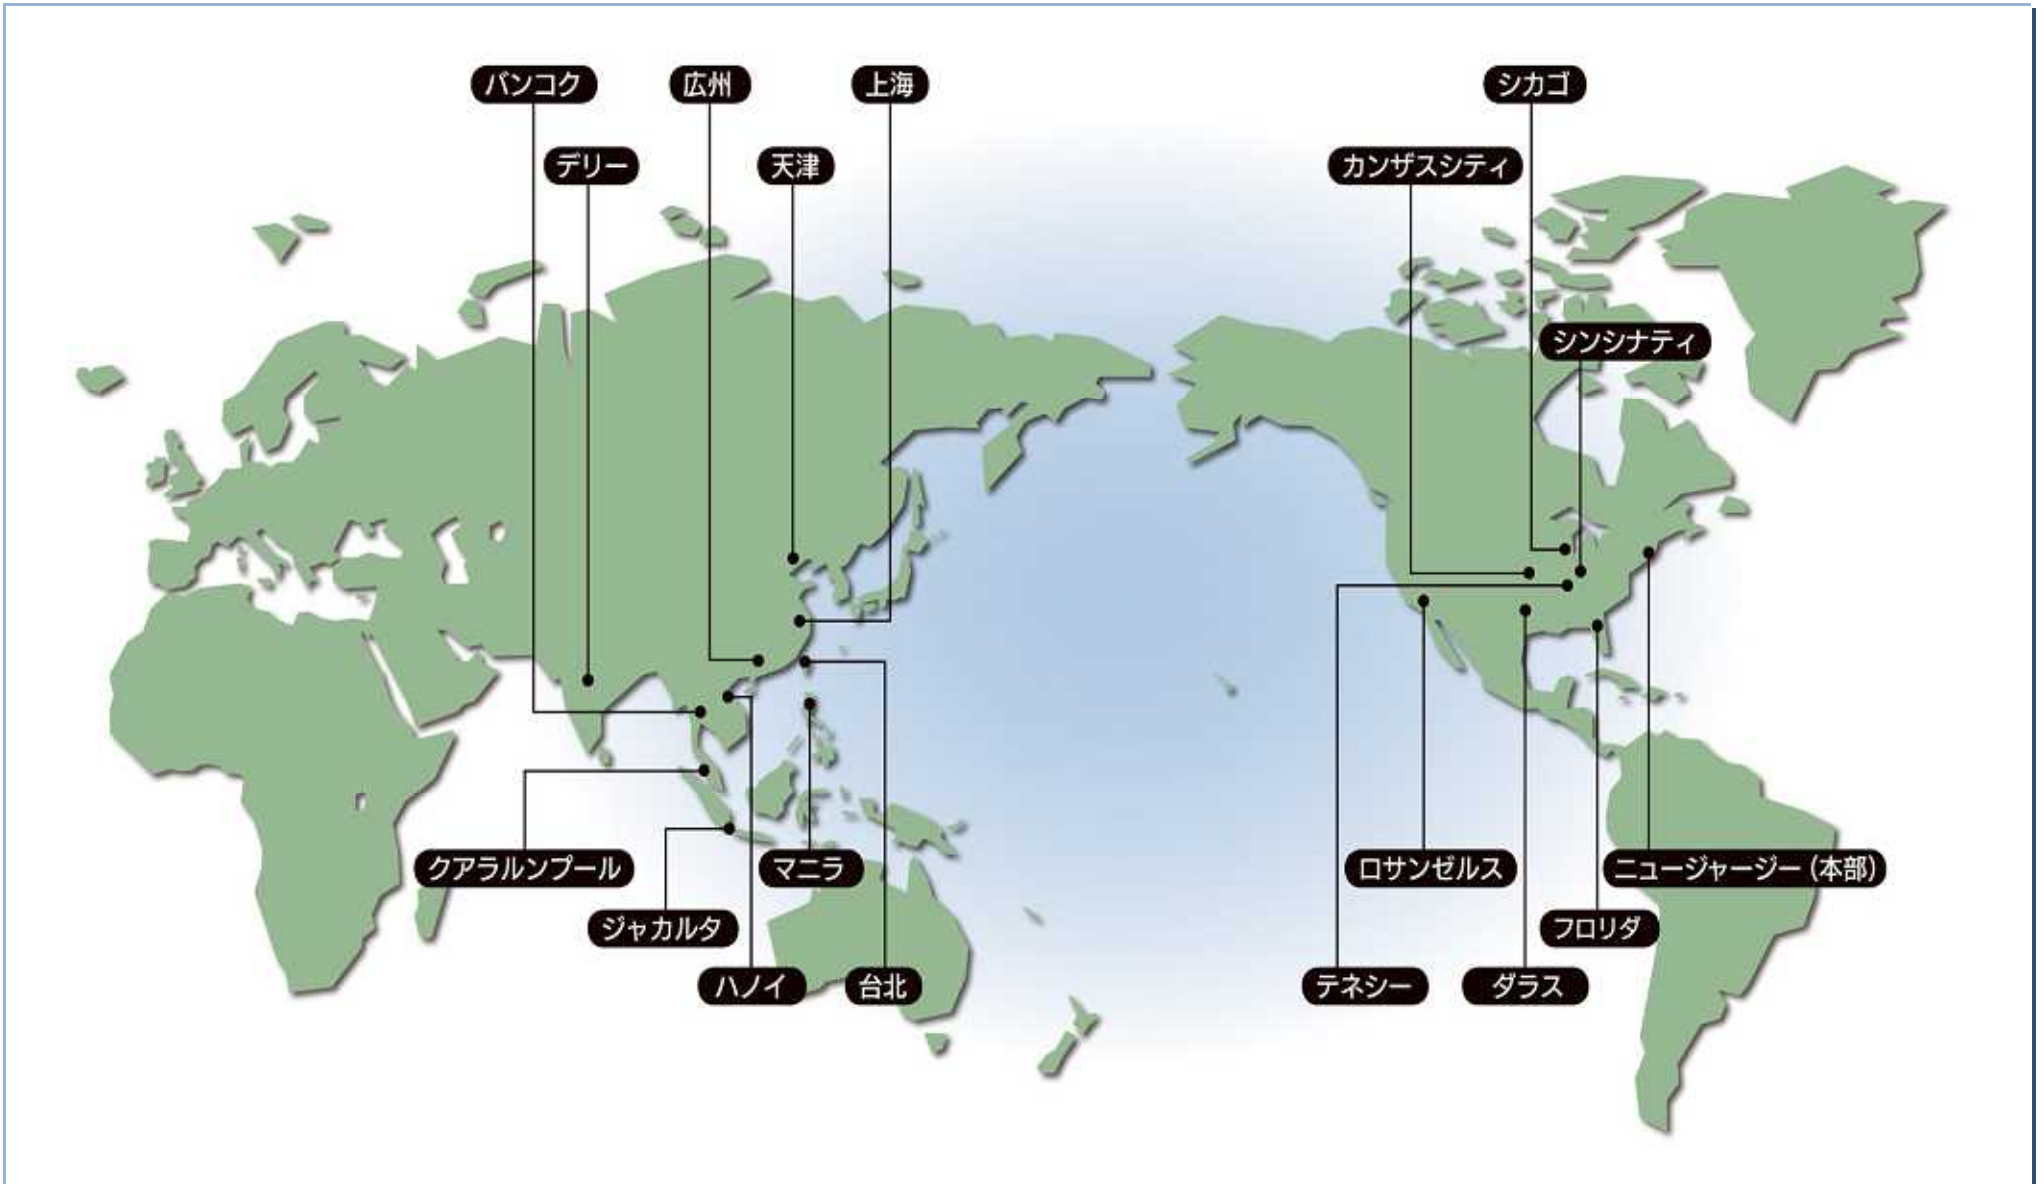 バンコク
広州
上海
シカゴ
デリー
天津
カンザスシティ
シンシナティ
クアラルンプール
マニラ
ロサンゼルス
ニュージャージー（本部）
ジャカルタ
フロリダ
ハノイ
台北
テネシー
ダラス